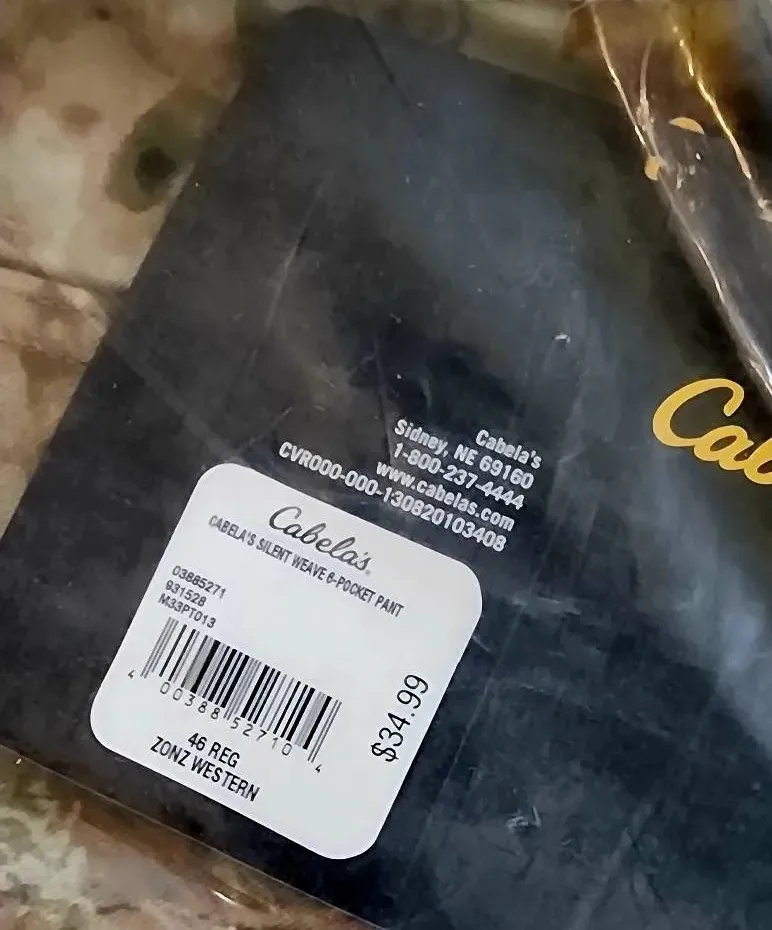 Cabela's
Sidney, NE 69160
1-800-237-4444
www.cabelas.com
CVR000-000-130820103408
Cabela's
CABELA'S SILENT WEAVE 6-POCKET PANT
03885271
931528
M33PT013
4 00388 52710 4
$34.99
46 REG
ZONZ WESTERN
Cab